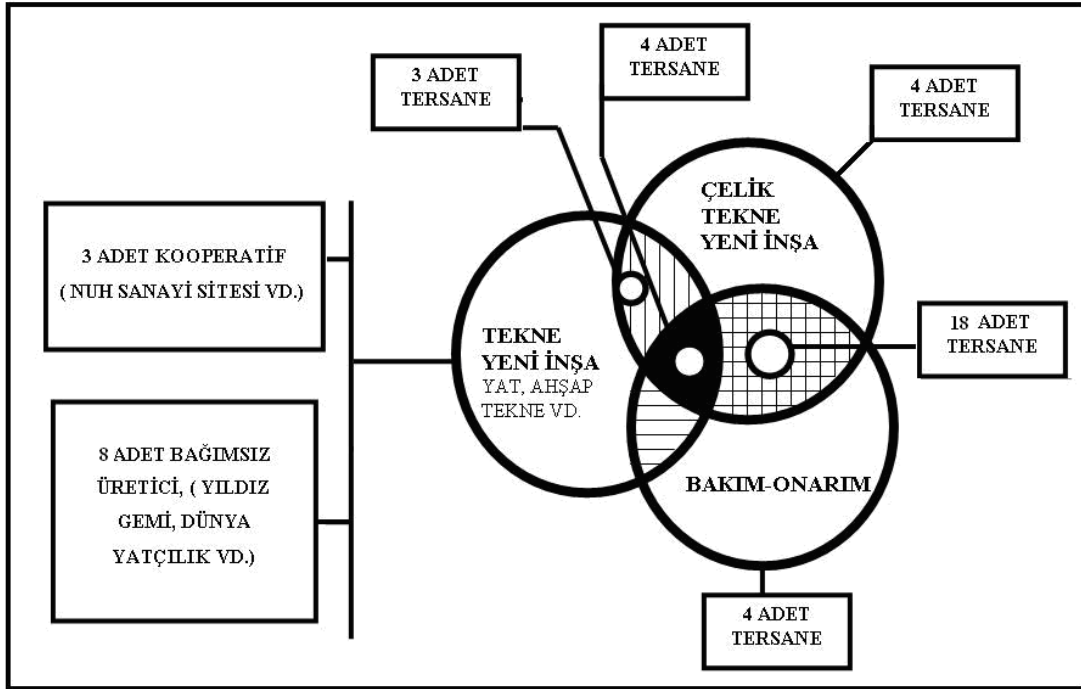 4 ADET
TERSANE
3 ADET
TERSANE
4 ADET
TERSANE
ÇELİK
TEKNE
YENİ İNŞA
3 ADET KOOPERATİF
( NUH SANAYİ SİTESİ VD.)
18 ADET
TERSANE
TEKNE
YENİ İNŞA
YAT, AHŞAP
TEKNE VD.
8 ADET BAĞIMSIZ
ÜRETİCİ, ( YILDIZ
GEMİ, DÜNYA
YATÇILIK VD.)
BAKIM-ONARIM
4 ADET
TERSANE